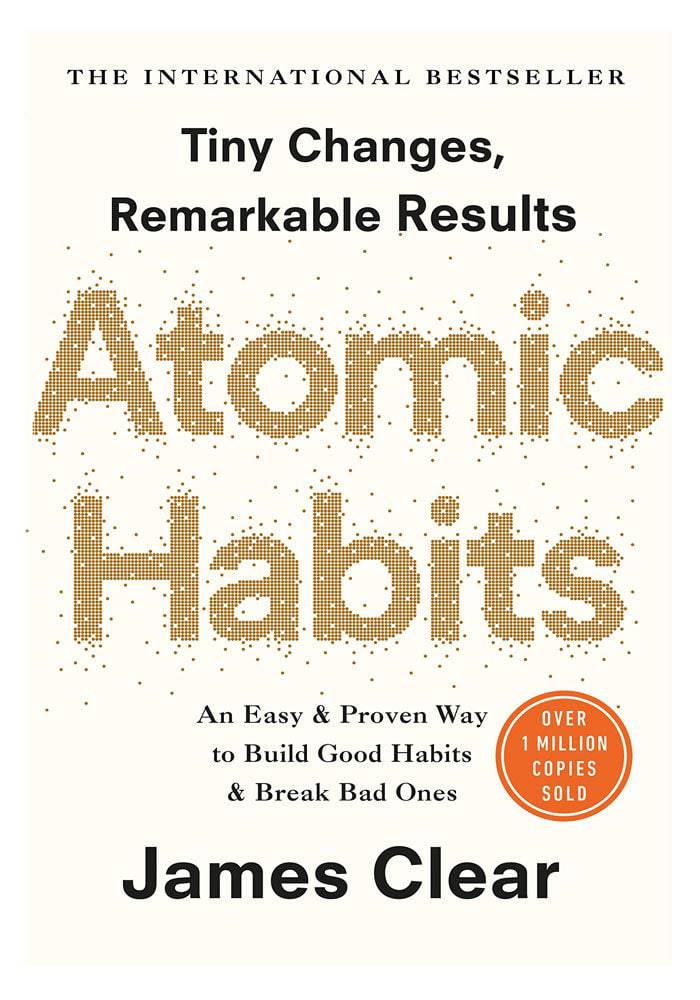 THE INTERNATIONAL BESTSELLER
Tiny Changes,
Remarkable Results
Atomic
Habits
An Easy & Proven Way
to Build Good Habits
& Break Bad Ones
OVER
1 MILLION
COPIES
SOLD
James Clear